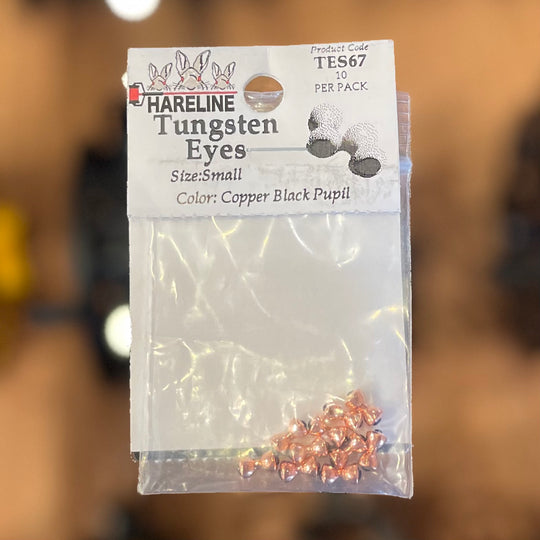 Product Code
TES67
10
PER PACK
HARELINE
Tungsten
Eyes
Size:Small
Color: Copper Black Pupil